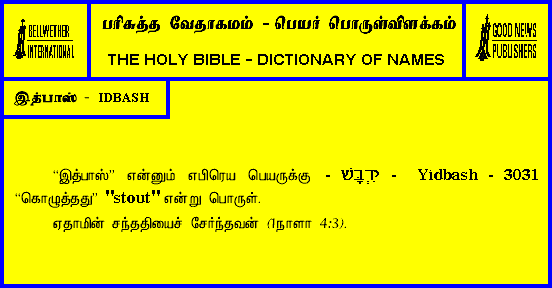 BELLWETHER
INTERNATIONAL
பரிசுத்த வேதாகமம் - பெயர் பொருள்விளக்கம்
THE HOLY BIBLE - DICTIONARY OF NAMES
GOOD NEWS
PUBLISHERS
இத்பாஸ் - IDBASH
“இத்பாஸ்” என்னும் எபிரெய பெயருக்கு - יִדְבָּשׁ - Yidbash - 3031
“கொழுத்தது” "stout" என்று பொருள்.
ஏதாமின் சந்ததியைச் சேர்ந்தவன் (1நாளா 4:3).